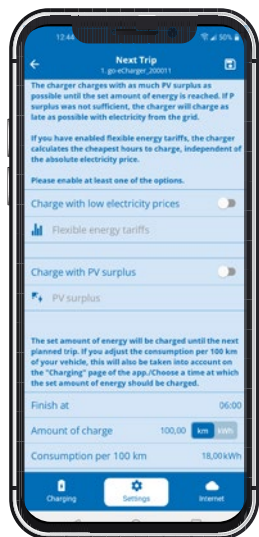 12:44 50%
Next Trip
1. go-eCharger_200011
The charger charges with as much PV surplus as
possible until the set amount of energy is reached. If P
surplus was not sufficient, the charger will charge as
late as possible with electricity from the grid.
If you have enabled flexible energy tariffs, the charger
calculates the cheapest hours to charge, independent of
the absolute electricity price.
Please enable at least one of the options.
Charge with low electricity prices
Flexible energy tariffs
Charge with PV surplus
PV surplus
The set amount of energy will be charged until the next
planned trip. If you adjust the consumption per 100 km
of your vehicle, this will also be taken into account on
the "Charging" page of the app./Choose a time at which
the set amount of energy should be charged.
Finish at 06:00
Amount of charge 100,00 km kWh
Consumption per 100 km 18,00 kWh
Charging Settings Internet